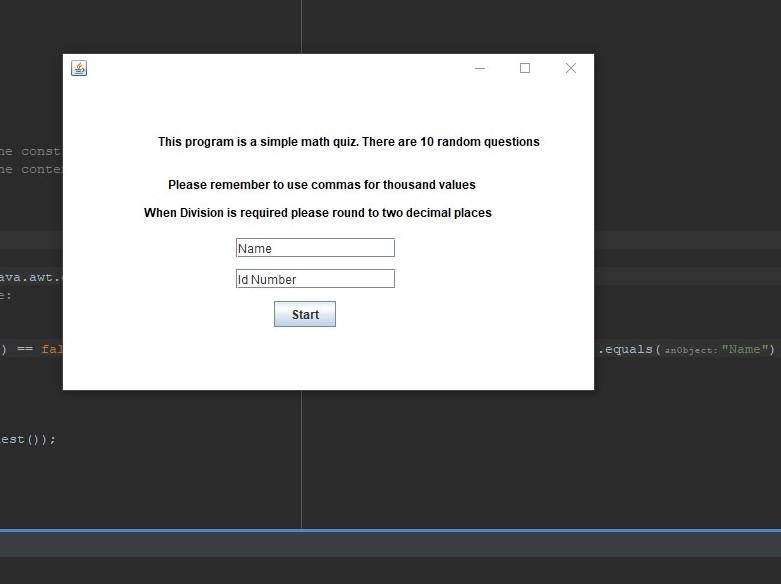 This program is a simple math quiz. There are 10 random questions
he const
he conte
Please remember to use commas for thousand values
When Division is required please round to two decimal places
Name
ava.awt.
Id Number
e:
Start
) == fal
.equals( anObject: "Name")
est());